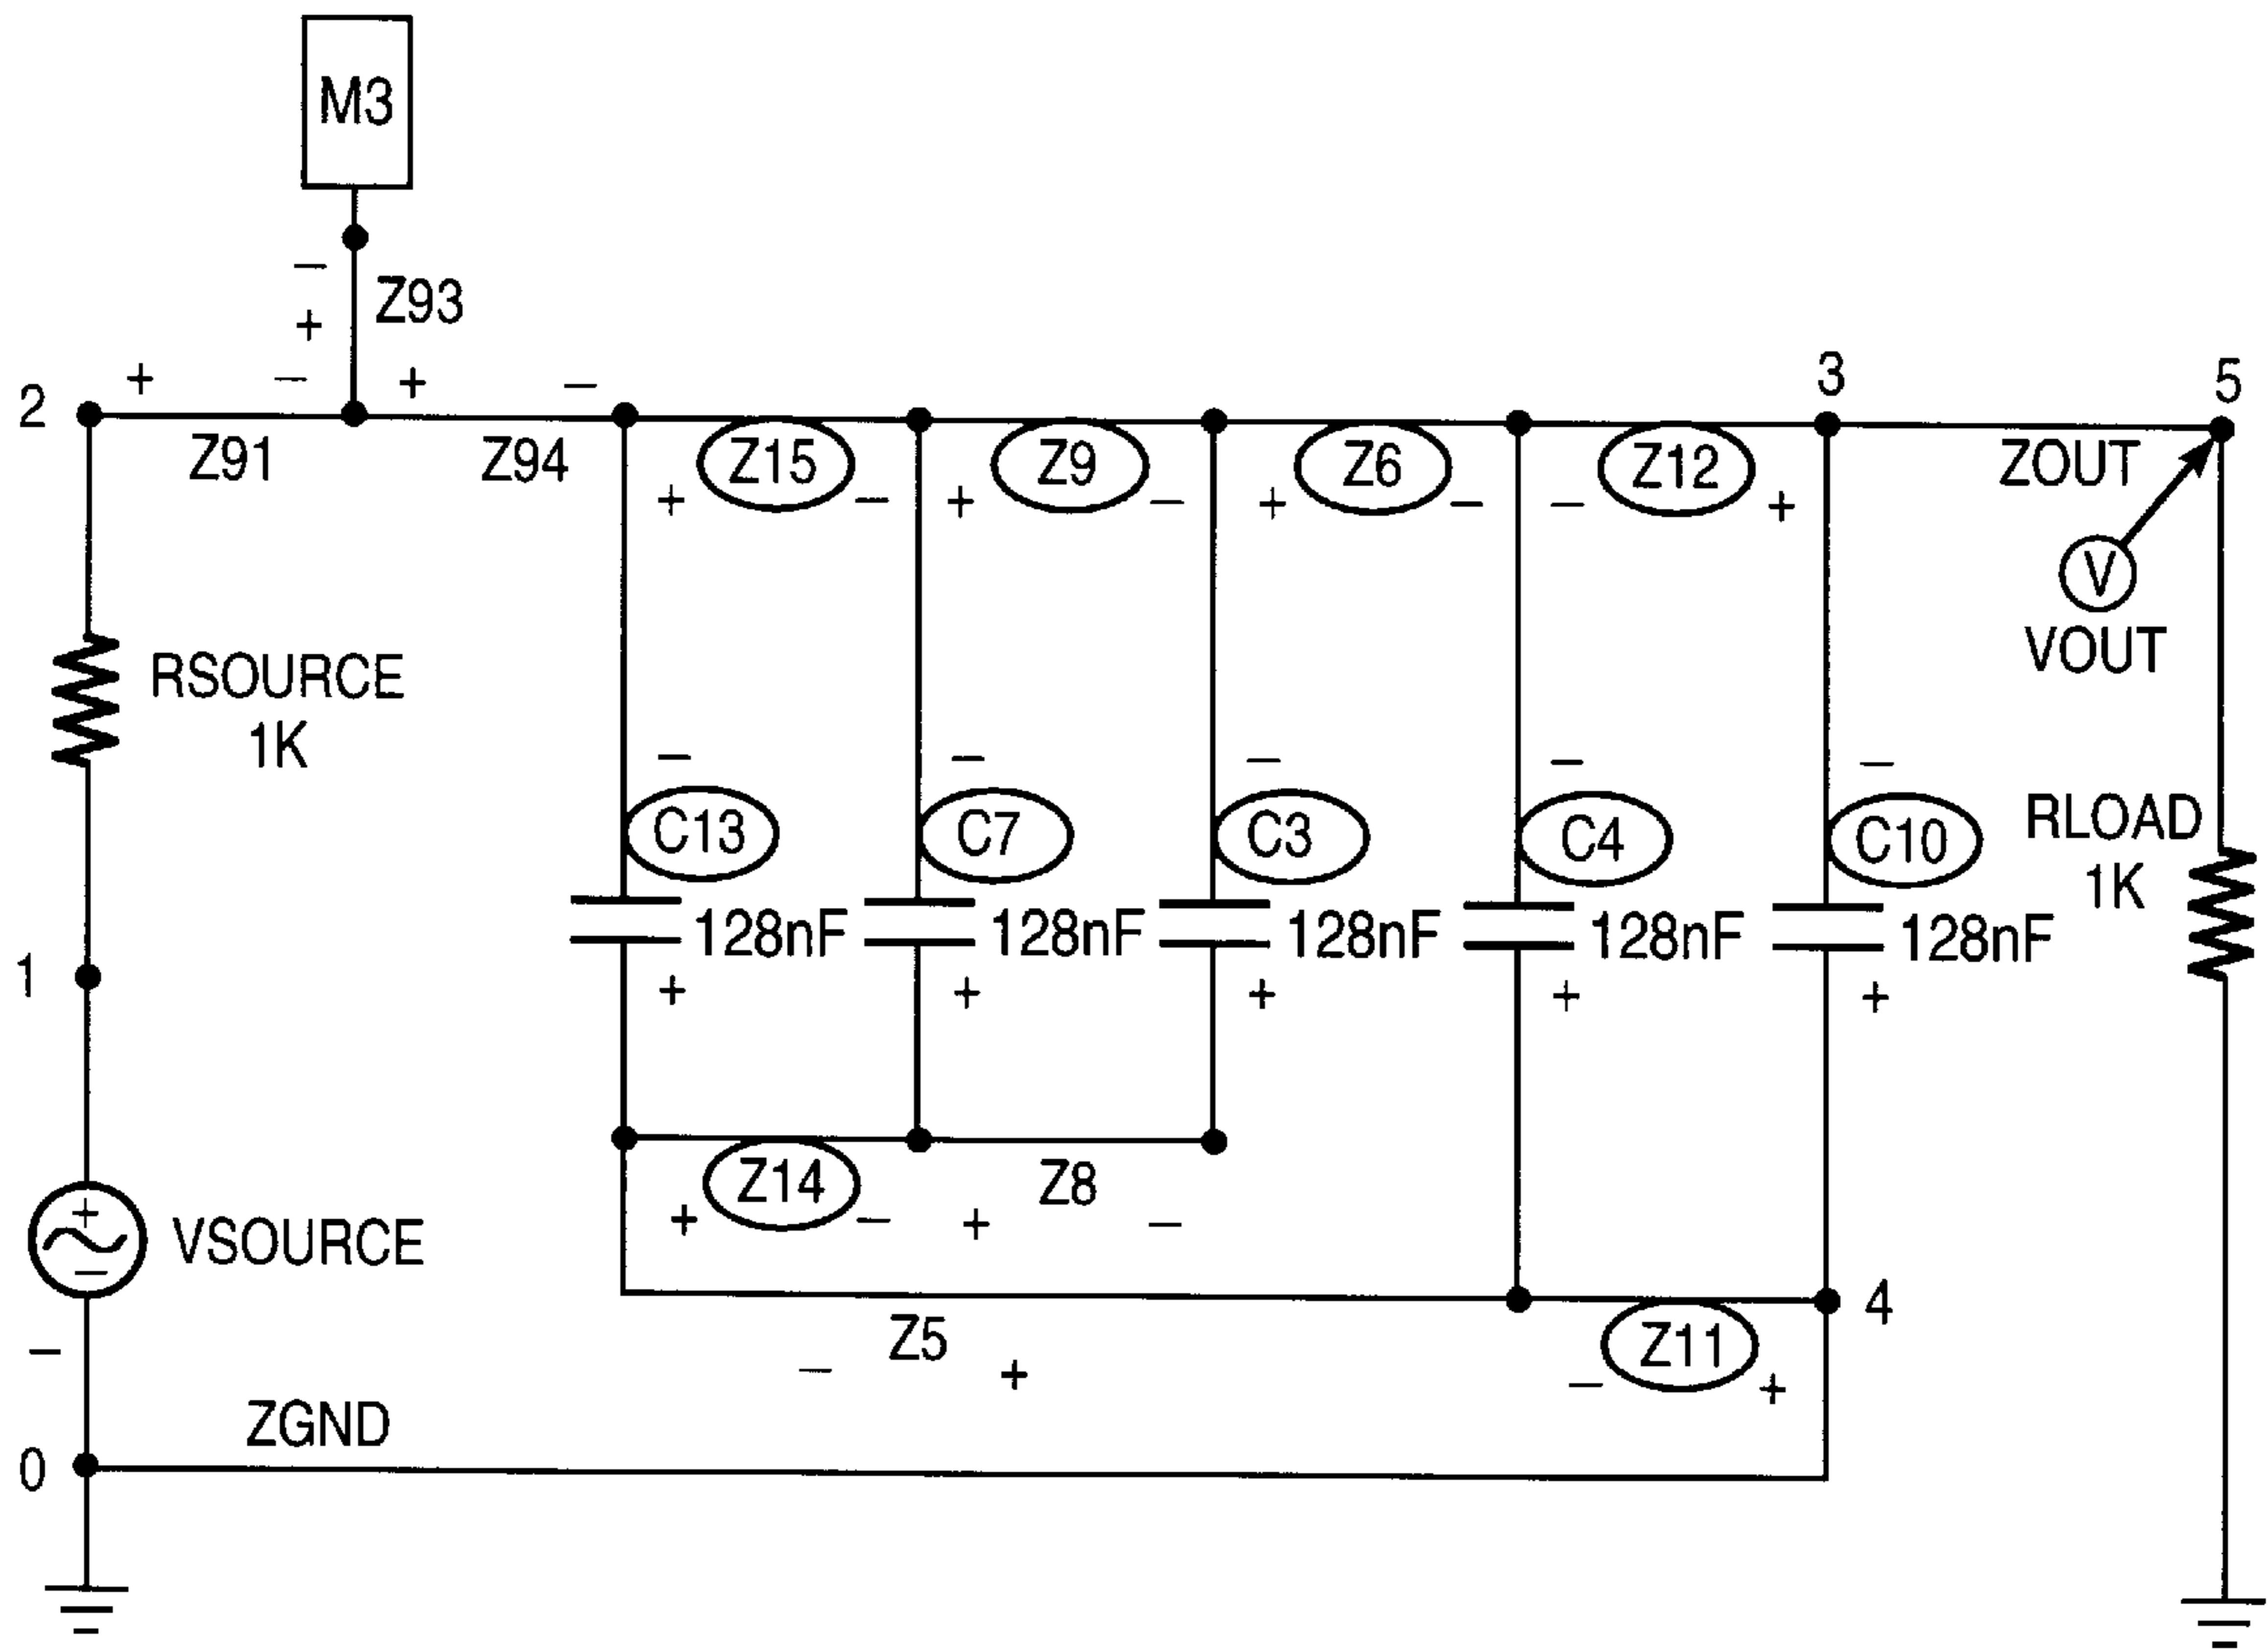 M3
− Z93
+
2 + − + − 3 5
Z91 Z94 Z15 Z9 Z6 Z12 ZOUT
+ − + − + − − +
V
VOUT
RSOURCE
1K
− − − − −
C13 C7 C3 C4 C10
RLOAD
1K
128nF 128nF 128nF 128nF 128nF
1 + + + + +
Z14 Z8
+ − + −
+
VSOURCE
−
4
Z5 Z11
− + − +
−
ZGND
0